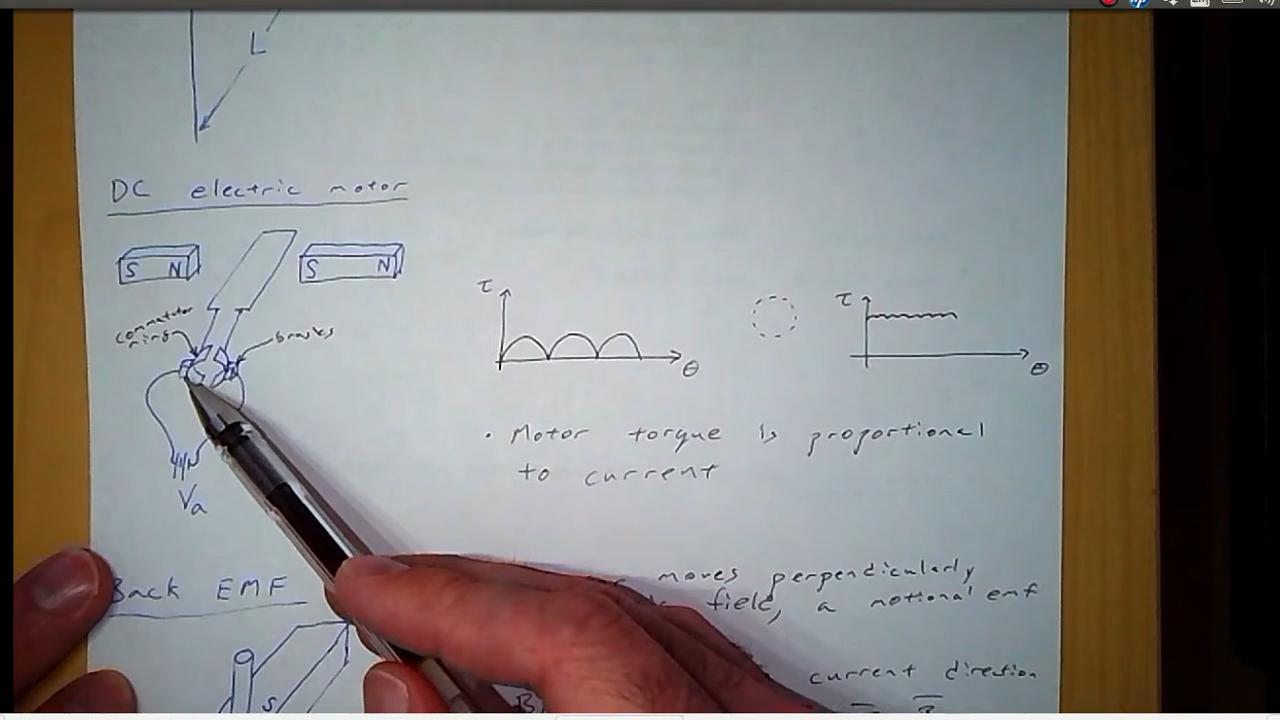 L
DC electric motor
S N S N
commutator
ring
brushes
Va
τ
θ
τ
θ
• Motor torque is proportional
to current
Back EMF
moves perpendicularly
field, a notional emf
current direction
S
B